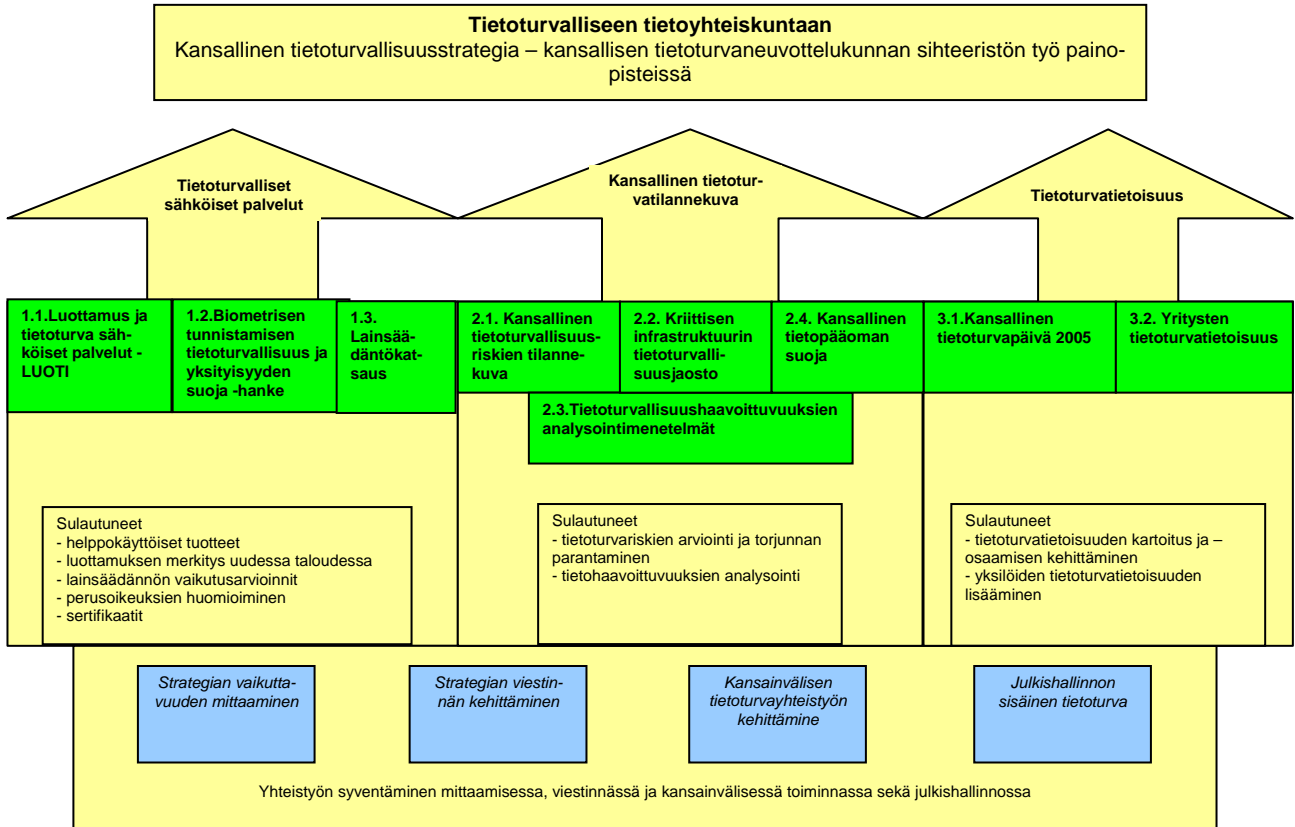 Tietoturvalliseen tietoyhteiskuntaan
Kansallinen tietoturvallisuusstrategia – kansallisen tietoturvaneuvottelukunnan sihteeristön työ paino-
pisteissä
Tietoturvalliset
sähköiset palvelut
Kansallinen tietotur-
vatilannekuva
Tietoturvatietoisuus
1.1.Luottamus ja
tietoturva säh-
köiset palvelut -
LUOTI
1.2.Biometrisen
tunnistamisen
tietoturvallisuus ja
yksityisyyden
suoja -hanke
1.3.
Lainsää-
däntökat-
saus
2.1. Kansallinen
tietoturvallisuus-
riskien tilanne-
kuva
2.2. Kriittisen
infrastruktuurin
tietoturvalli-
suusjaosto
2.4. Kansallinen
tietopääoman
suoja
2.3.Tietoturvallisuushaavoittuvuuksien
analysointimenetelmät
3.1.Kansallinen
tietoturvapäivä 2005
3.2. Yritysten
tietoturvatietoisuus
Sulautuneet
- helppokäyttöiset tuotteet
- luottamuksen merkitys uudessa taloudessa
- lainsäädännön vaikutusarvioinnit
- perusoikeuksien huomioiminen
- sertifikaatit
Sulautuneet
- tietoturvariskien arviointi ja torjunnan
parantaminen
- tietohaavoittuvuuksien analysointi
Sulautuneet
- tietoturvatietoisuuden kartoitus ja –
osaamisen kehittäminen
- yksilöiden tietoturvatietoisuuden
lisääminen
Strategian vaikutta-
vuuden mittaaminen
Strategian viestin-
nän kehittäminen
Kansainvälisen
tietoturvayhteistyön
kehittämine
Julkishallinnon
sisäinen tietoturva
Yhteistyön syventäminen mittaamisessa, viestinnässä ja kansainvälisessä toiminnassa sekä julkishallinnossa